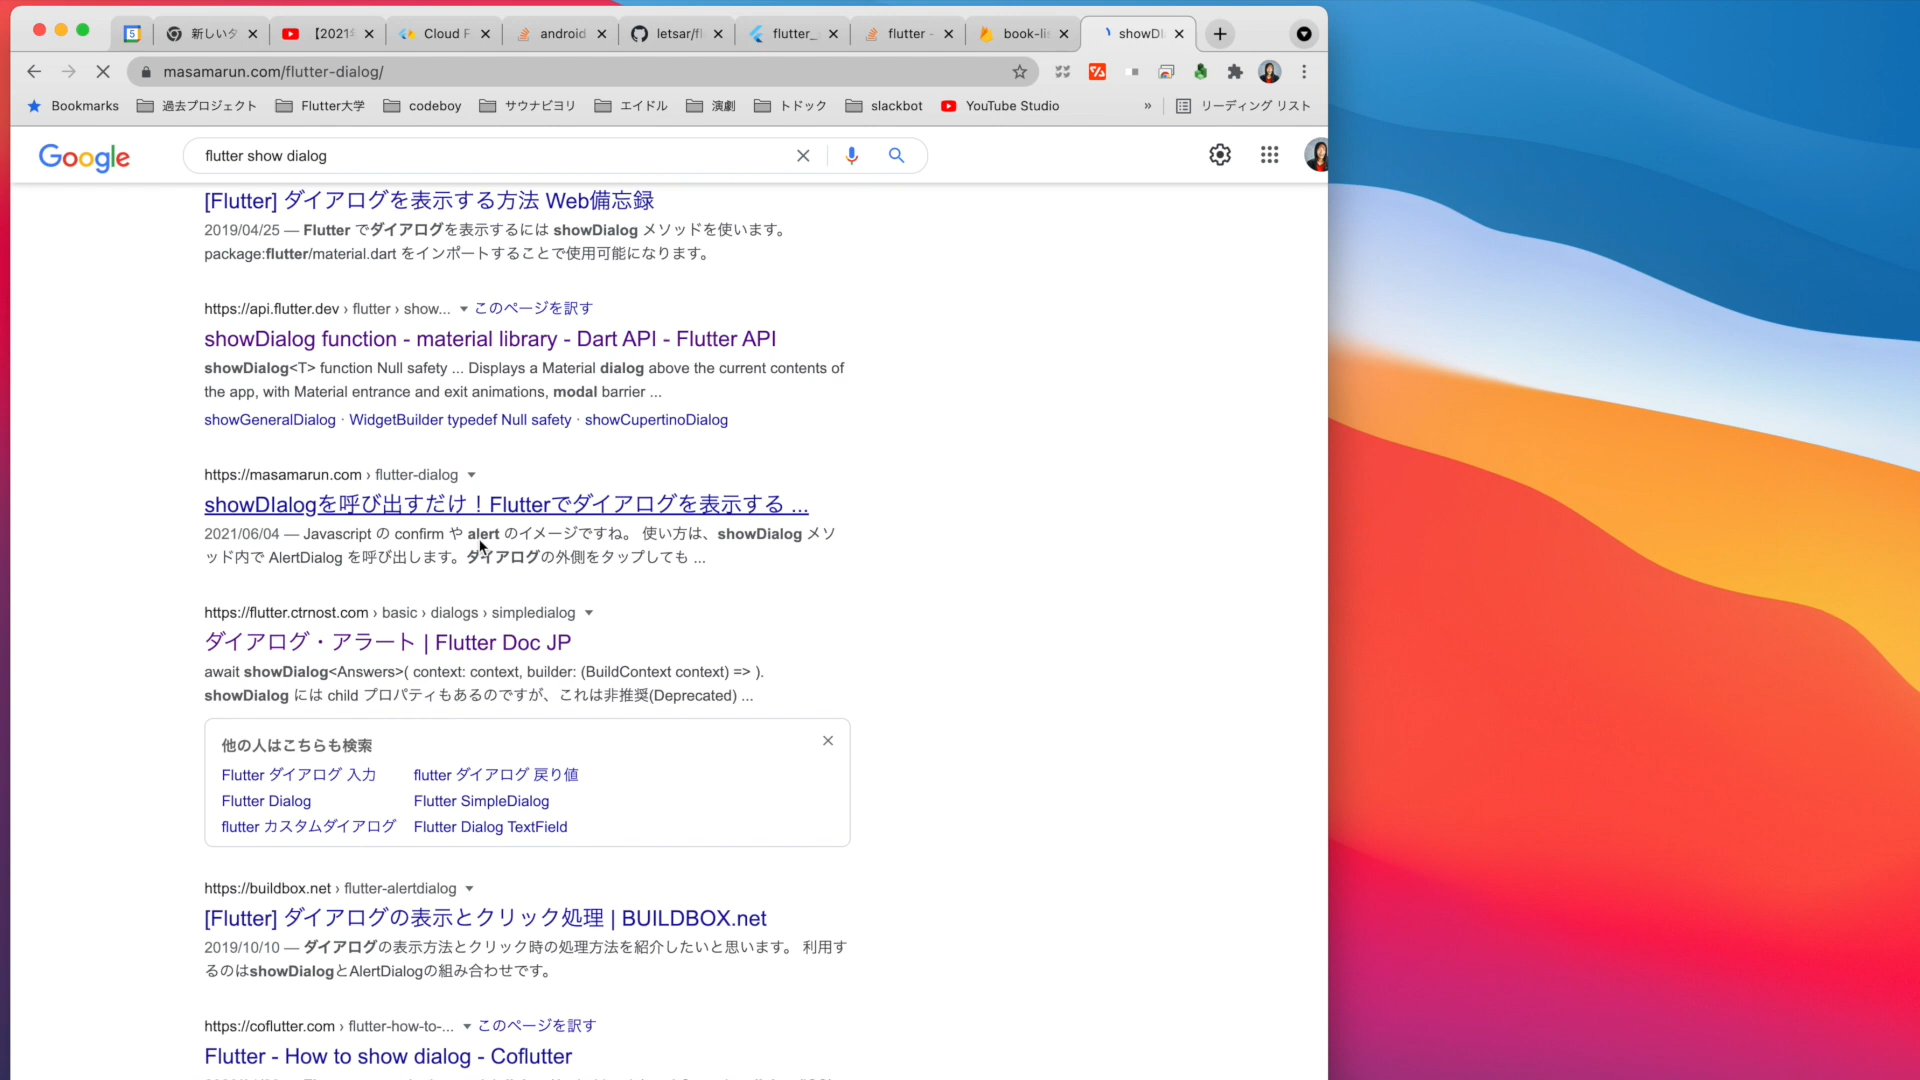 5
新しいタ
【2021年
Cloud F
android
letsar/fl
flutter_
flutter -
book-li
showDI
masamarun.com/flutter-dialog/
Bookmarks
過去プロジェクト
Flutter大学
codeboy
サウナビヨリ
エイドル
演劇
トドック
slackbot
YouTube Studio
»
リーディング リスト
Google
flutter show dialog
[Flutter] ダイアログを表示する方法 Web備忘録
2019/04/25 — Flutter でダイアログを表示するには showDialog メソッドを使います。
package:flutter/material.dart をインポートすることで使用可能になります。
https://api.flutter.dev › flutter › show... このページを訳す
showDialog function - material library - Dart API - Flutter API
showDialog<T> function Null safety ... Displays a Material dialog above the current contents of
the app, with Material entrance and exit animations, modal barrier ...
showGeneralDialog · WidgetBuilder typedef Null safety · showCupertinoDialog
https://masamarun.com › flutter-dialog
showDIalogを呼び出すだけ！Flutterでダイアログを表示する ...
2021/06/04 — Javascript の confirm や alert のイメージですね。 使い方は、showDialog メソ
ッド内で AlertDialog を呼び出します。ダイアログの外側をタップしても ...
https://flutter.ctrnost.com › basic › dialogs › simpledialog
ダイアログ・アラート | Flutter Doc JP
await showDialog<Answers>( context: context, builder: (BuildContext context) => ).
showDialog には child プロパティもあるのですが、これは非推奨(Deprecated) ...
他の人はこちらも検索
Flutter ダイアログ 入力
flutter ダイアログ 戻り値
Flutter Dialog
Flutter SimpleDialog
flutter カスタムダイアログ
Flutter Dialog TextField
https://buildbox.net › flutter-alertdialog
[Flutter] ダイアログの表示とクリック処理 | BUILDBOX.net
2019/10/10 — ダイアログの表示方法とクリック時の処理方法を紹介したいと思います。 利用す
るのはshowDialogとAlertDialogの組み合わせです。
https://coflutter.com › flutter-how-to-... このページを訳す
Flutter - How to show dialog - Coflutter